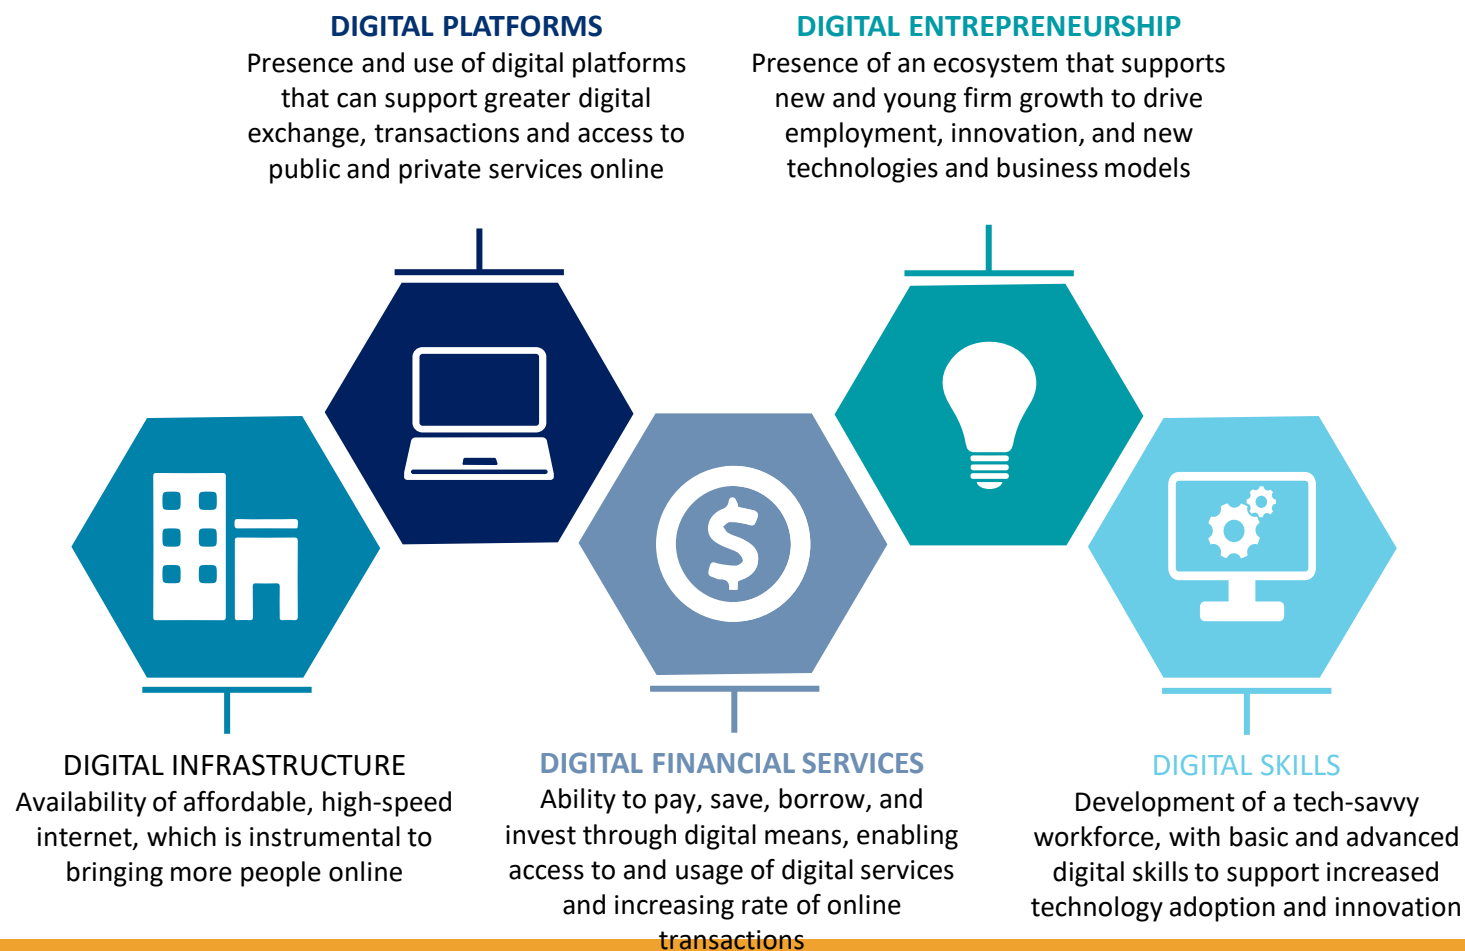 DIGITAL PLATFORMS
Presence and use of digital platforms
that can support greater digital
exchange, transactions and access to
public and private services online
DIGITAL ENTREPRENEURSHIP
Presence of an ecosystem that supports
new and young firm growth to drive
employment, innovation, and new
technologies and business models
$
DIGITAL INFRASTRUCTURE
Availability of affordable, high-speed
internet, which is instrumental to
bringing more people online
DIGITAL FINANCIAL SERVICES
Ability to pay, save, borrow, and
invest through digital means, enabling
access to and usage of digital services
and increasing rate of online
transactions
DIGITAL SKILLS
Development of a tech-savvy
workforce, with basic and advanced
digital skills to support increased
technology adoption and innovation